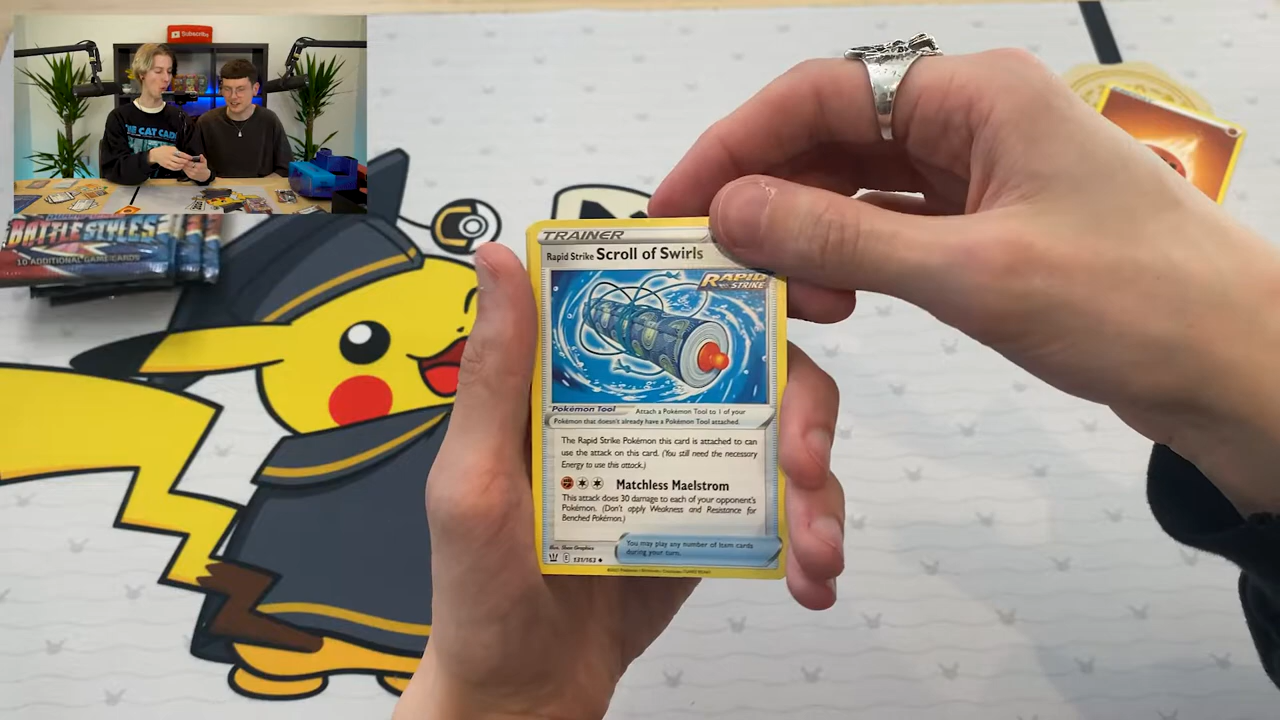 Subscribe
THE CAT
BATTLE STYLES
10 ADDITIONAL GAME CARDS
TRAINER
Rapid Strike Scroll of Swirls
RAPID
STRIKE
Pokémon Tool
Attach a Pokémon Tool to 1 of your
Pokémon that doesn't already have a Pokémon Tool attached.
The Rapid Strike Pokémon this card is attached to can
use the attack on this card. (You still need the necessary
Energy to use this attack.)
Matchless Maelstrom
This attack does 30 damage to each of your opponent's
Pokémon. (Don't apply Weakness and Resistance for
Benched Pokémon.)
You may play any number of Item cards
during your turn.
E 131/163